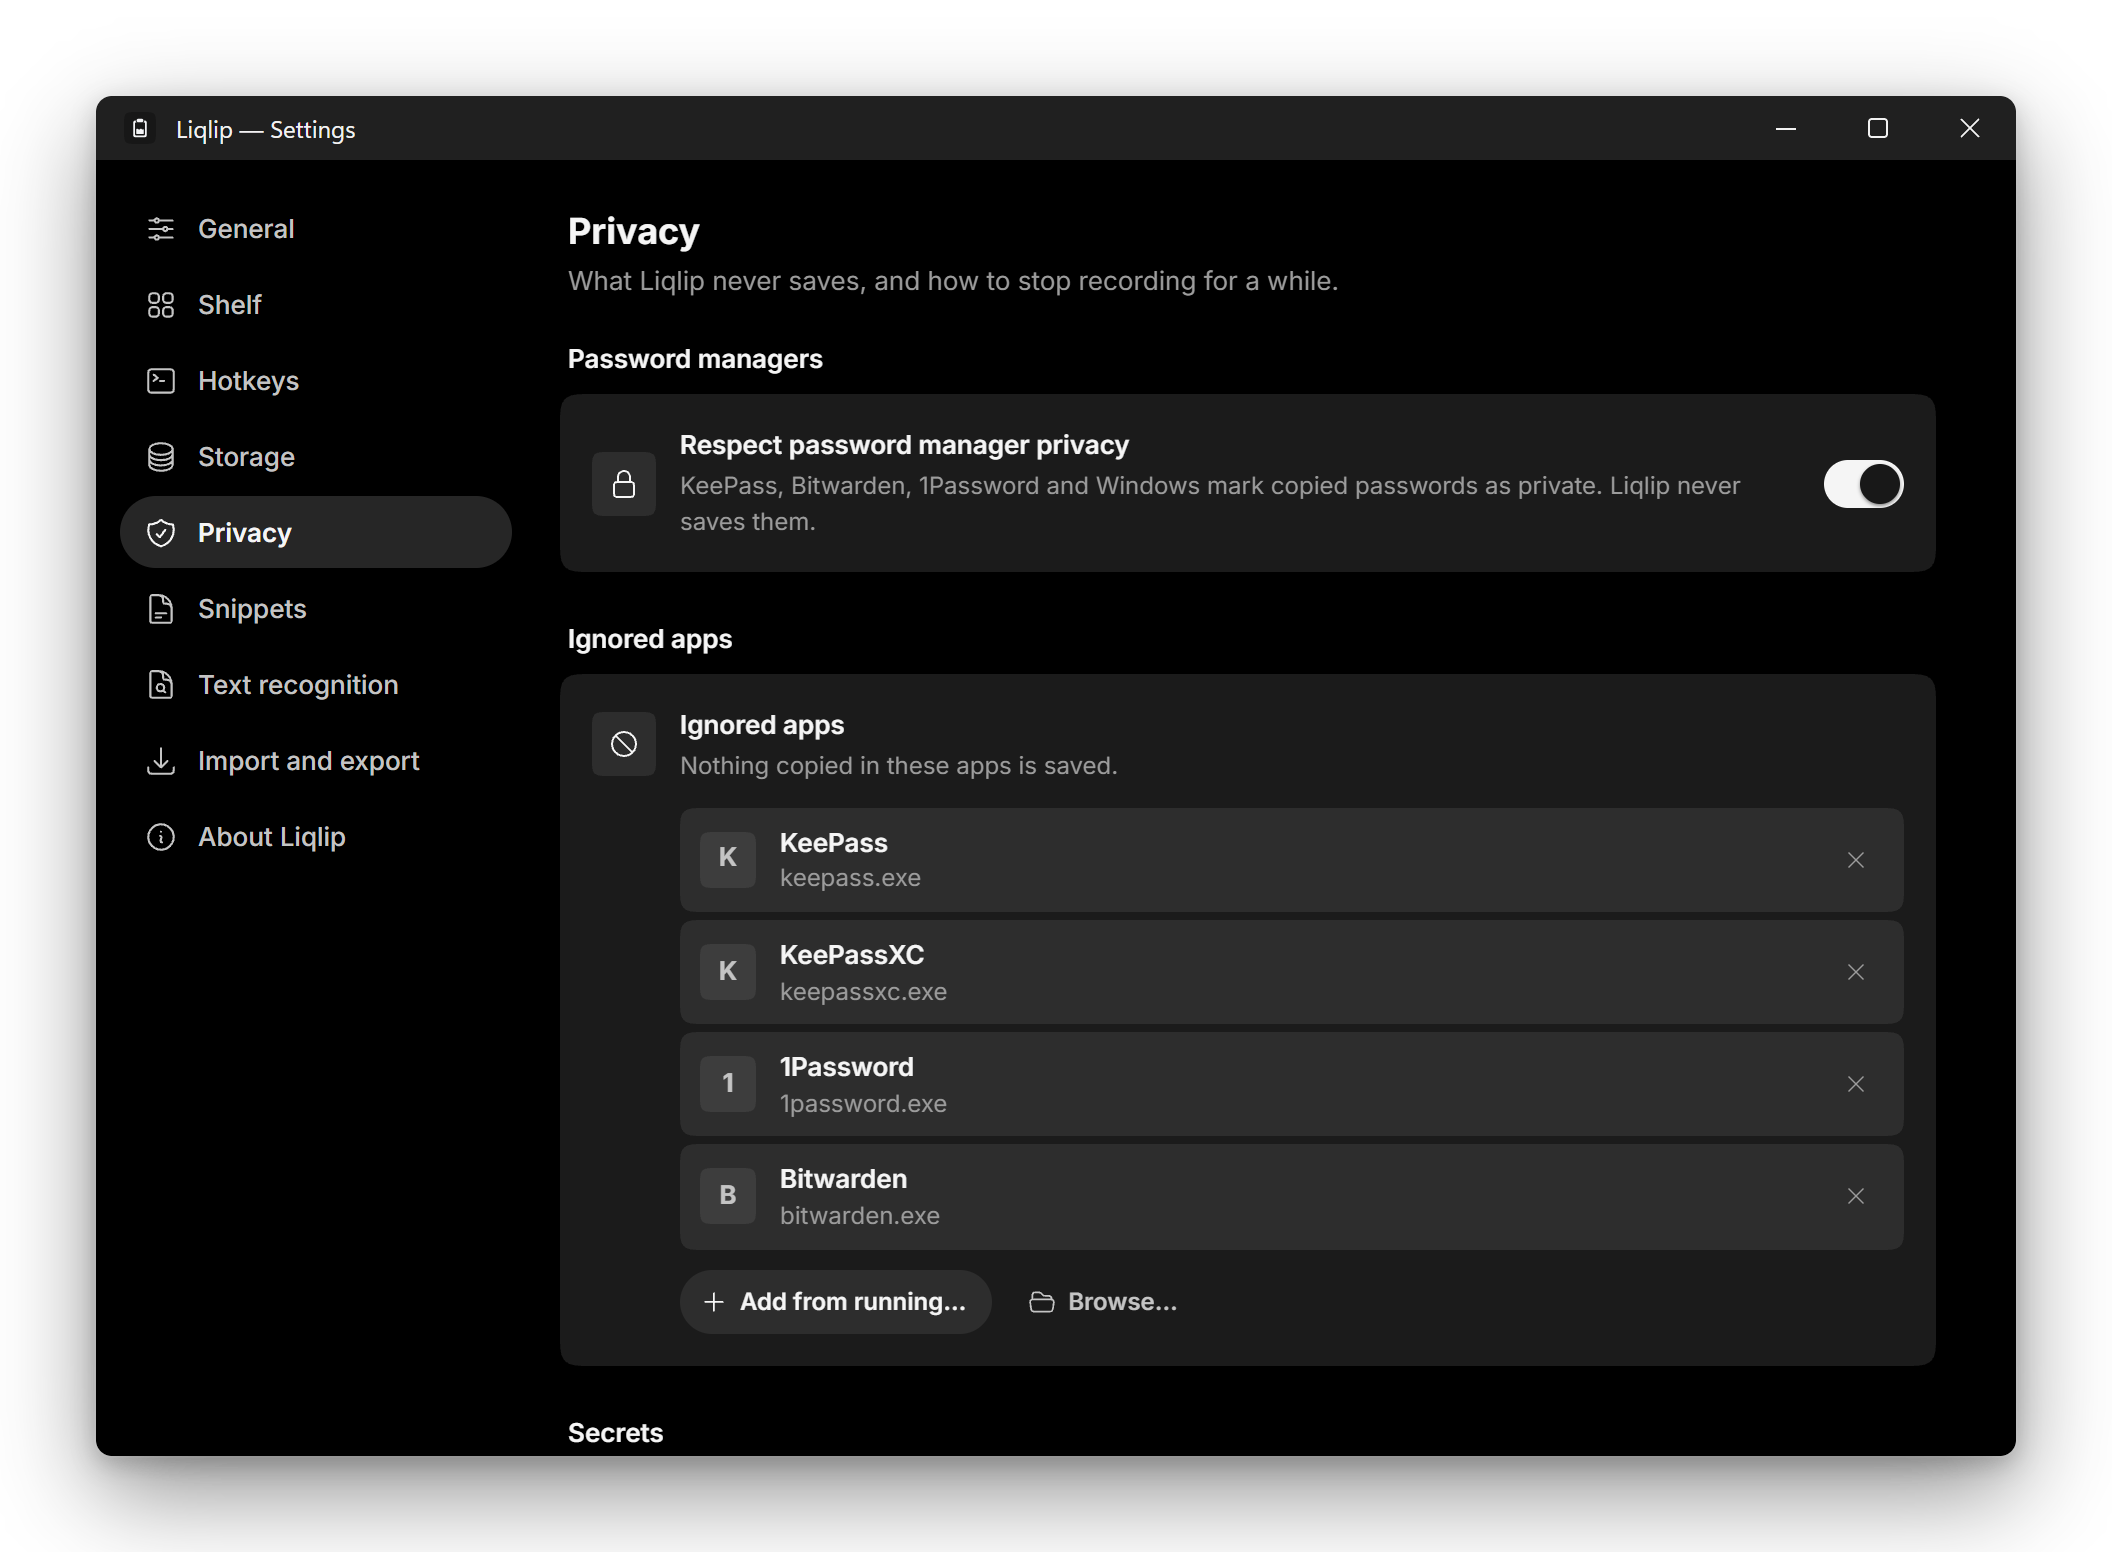 Liqlip — Settings
General
Shelf
Hotkeys
Storage
Privacy
Snippets
Text recognition
Import and export
About Liqlip
Privacy
What Liqlip never saves, and how to stop recording for a while.
Password managers
Respect password manager privacy
KeePass, Bitwarden, 1Password and Windows mark copied passwords as private. Liqlip never
saves them.
Ignored apps
Ignored apps
Nothing copied in these apps is saved.
K
KeePass
keepass.exe
K
KeePassXC
keepassxc.exe
1
1Password
1password.exe
B
Bitwarden
bitwarden.exe
Add from running...
Browse...
Secrets